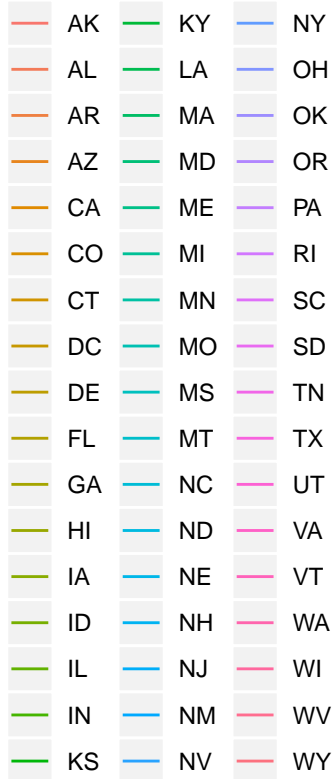 AK
AL
AR
AZ
CA
CO
CT
DC
DE
FL
GA
HI
IA
ID
IL
IN
KS
KY
LA
MA
MD
ME
MI
MN
MO
MS
MT
NC
ND
NE
NH
NJ
NM
NV
NY
OH
OK
OR
PA
RI
SC
SD
TN
TX
UT
VA
VT
WA
WI
WV
WY